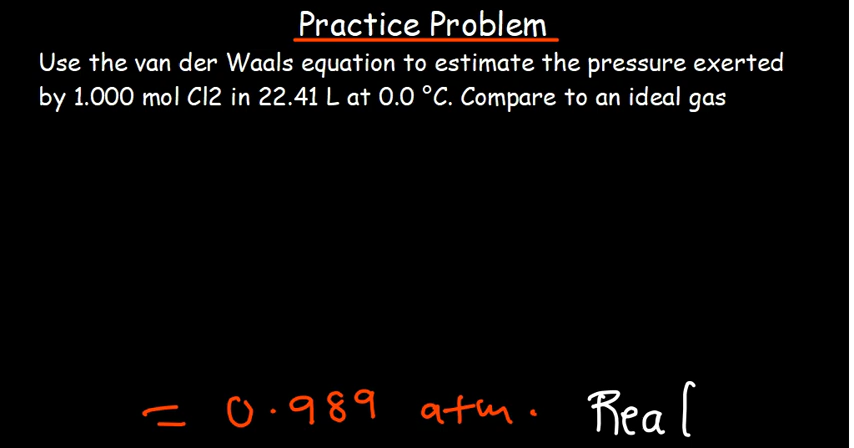 Practice Problem
Use the van der Waals equation to estimate the pressure exerted
by 1.000 mol Cl2 in 22.41 L at 0.0 °C. Compare to an ideal gas
= 0.989 atm. Real